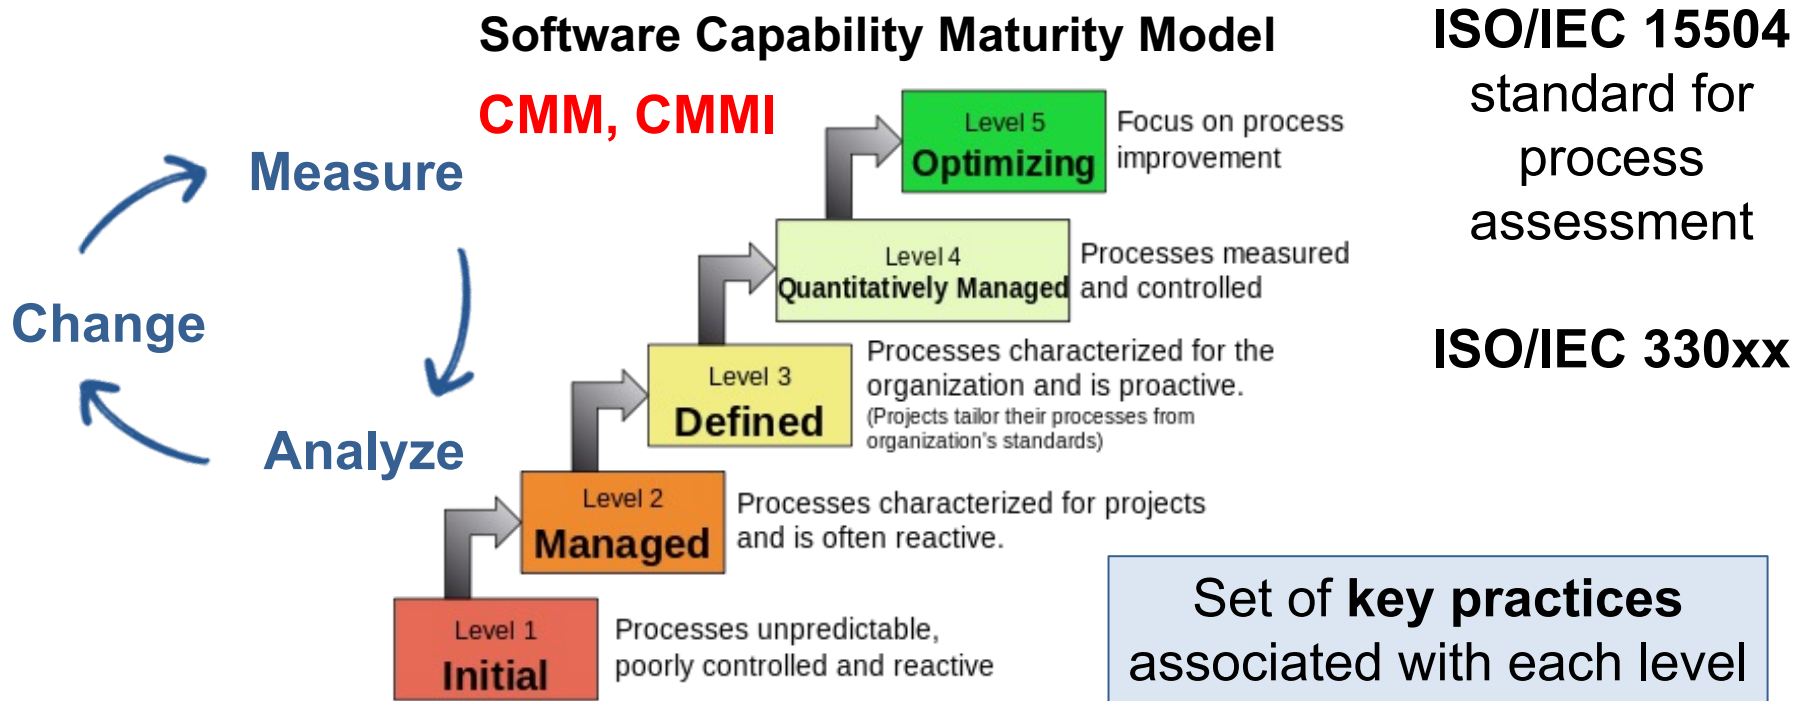 Software Capability Maturity Model
CMM, CMMI
Measure
Change
Analyze
Level 5
Optimizing
Focus on process
improvement
Level 4
Quantitatively Managed
Processes measured
and controlled
Level 3
Defined
Processes characterized for the
organization and is proactive.
(Projects tailor their processes from
organization's standards)
Level 2
Managed
Processes characterized for projects
and is often reactive.
Level 1
Initial
Processes unpredictable,
poorly controlled and reactive
ISO/IEC 15504
standard for
process
assessment
ISO/IEC 330xx
Set of key practices
associated with each level